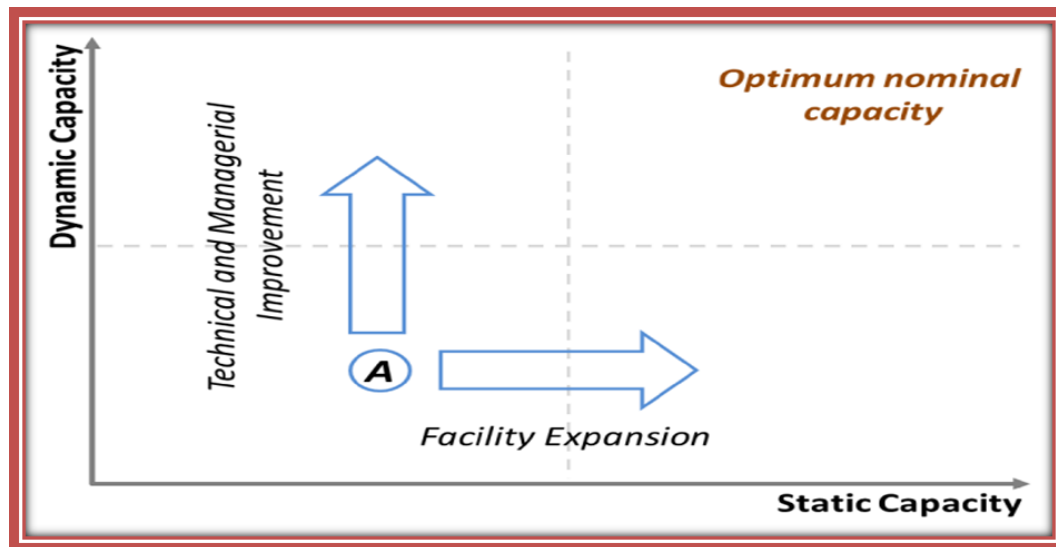 Dynamic Capacity
Technical and Managerial
Improvement
Optimum nominal
capacity
A
Facility Expansion
Static Capacity